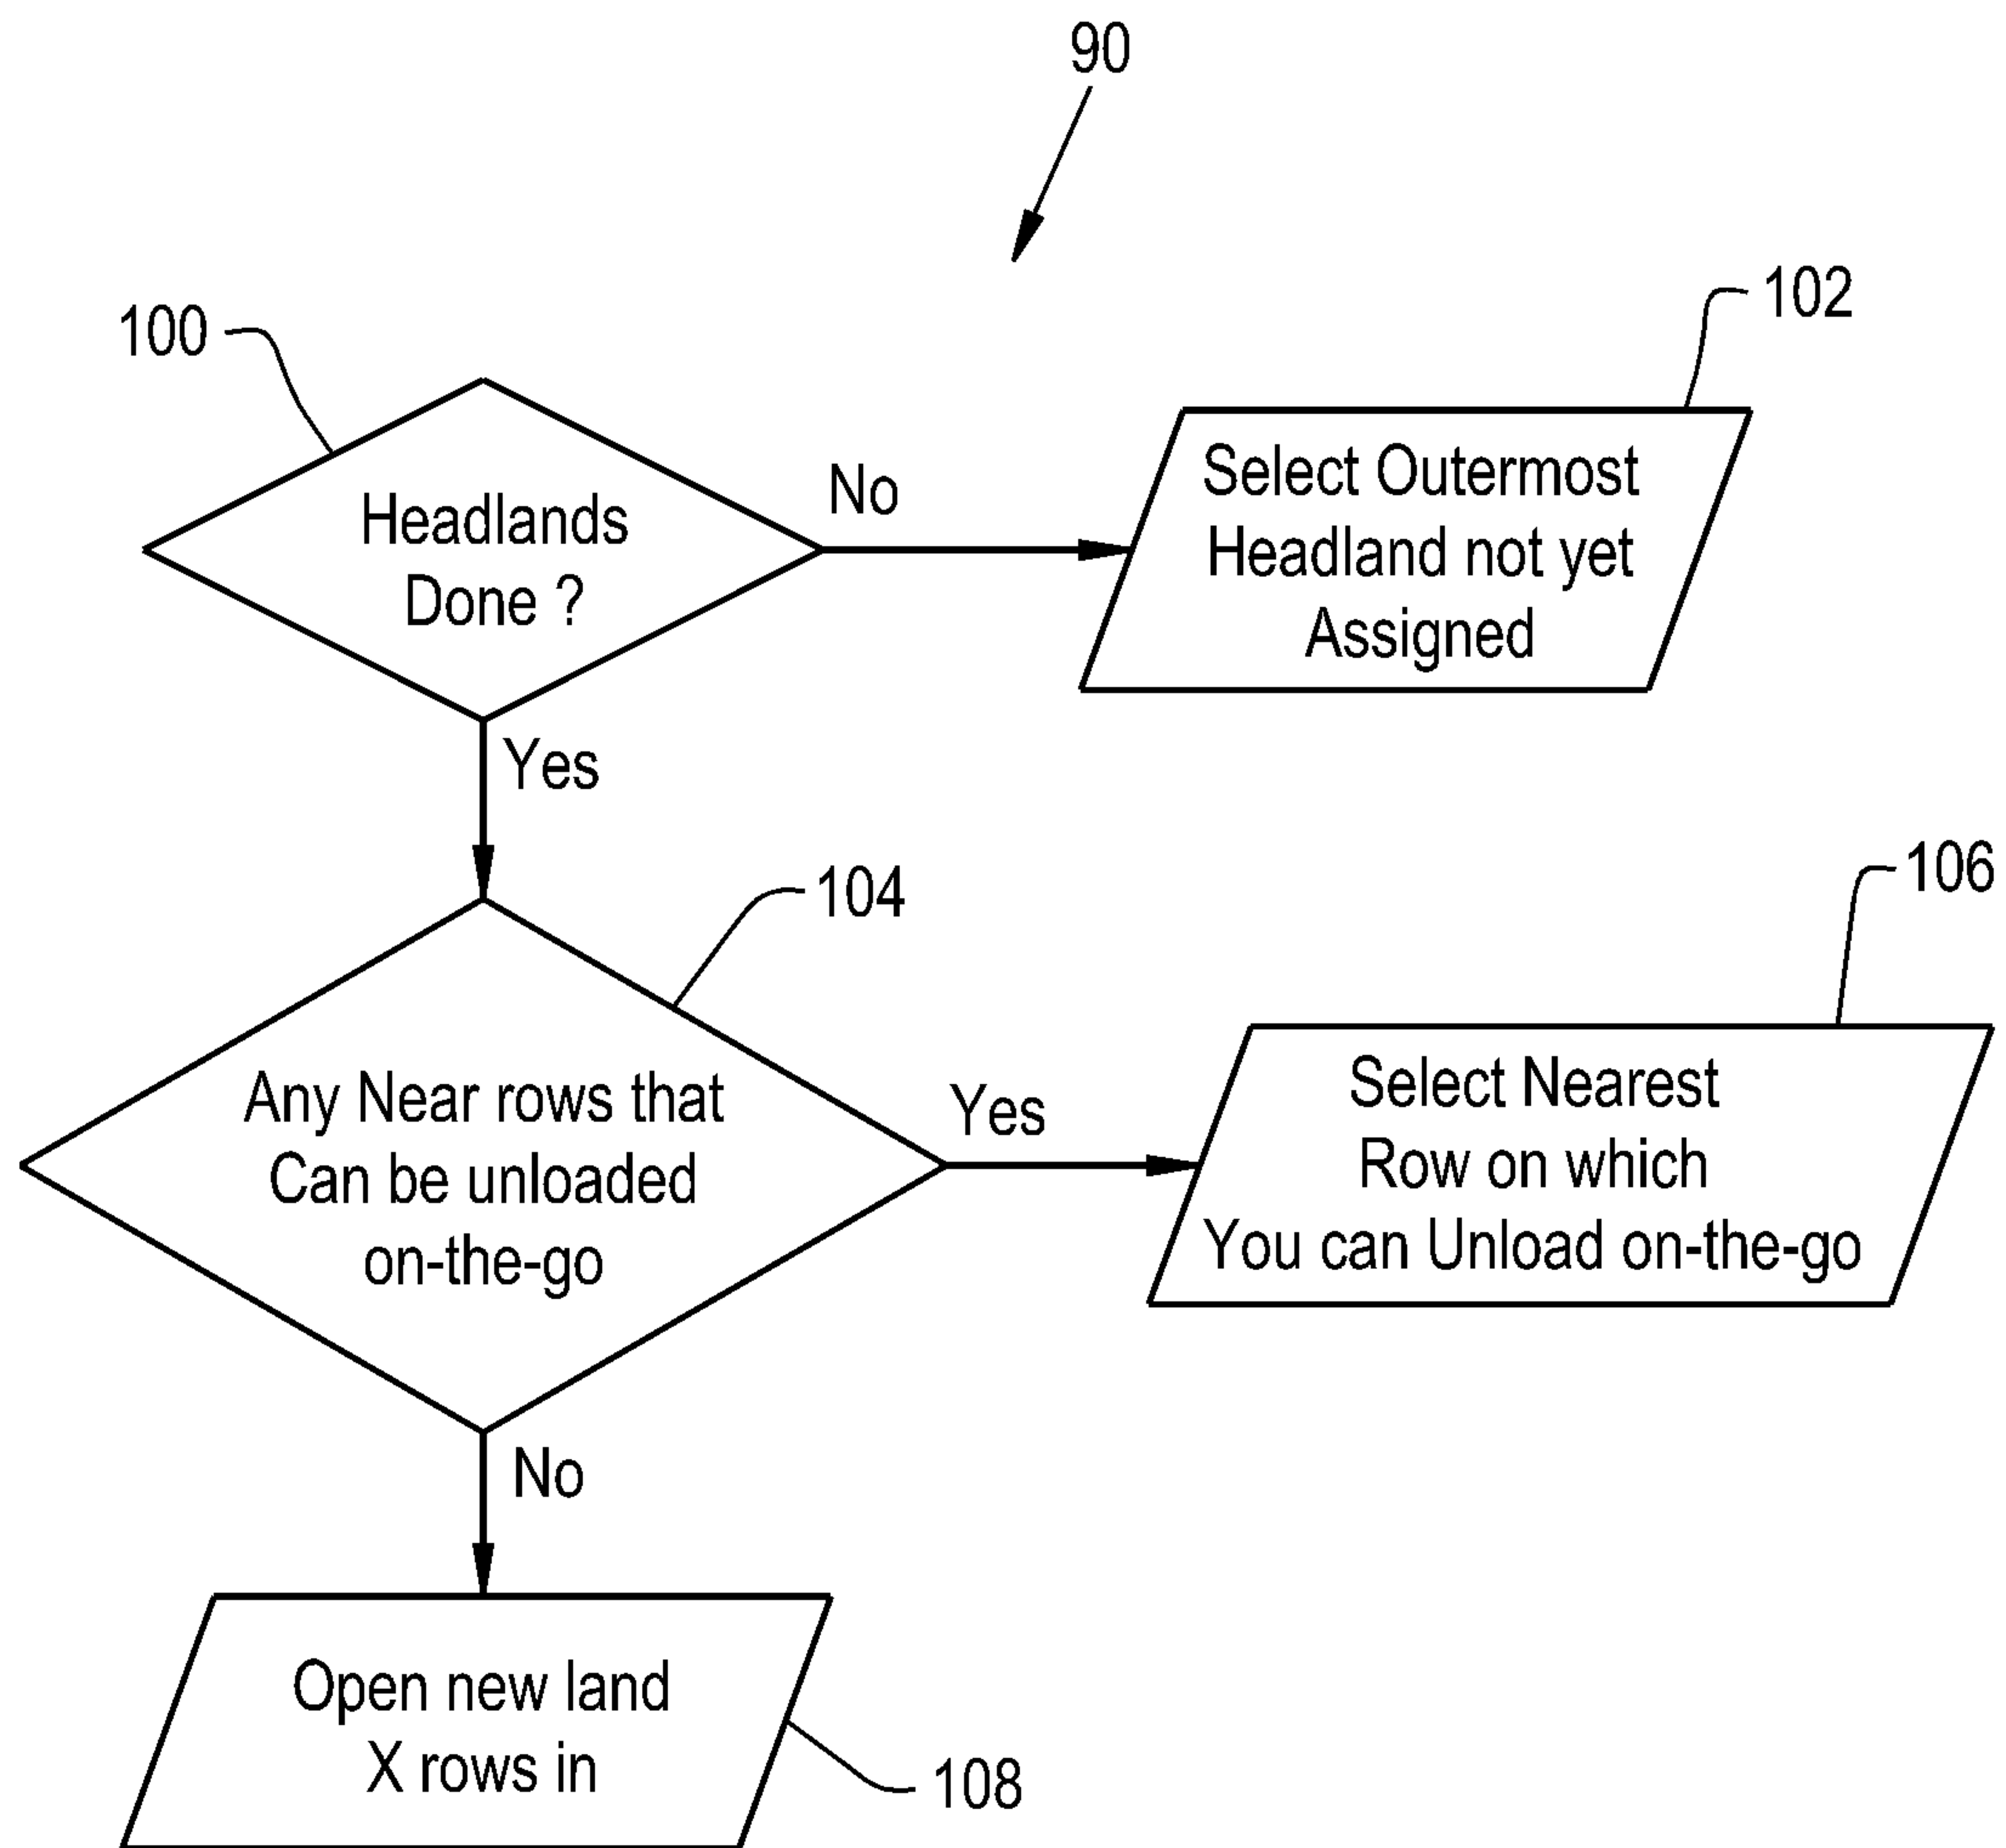 90
100
102
Headlands
Done ?
No
Select Outermost
Headland not yet
Assigned
Yes
104
106
Any Near rows that
Can be unloaded
on-the-go
Yes
Select Nearest
Row on which
You can Unload on-the-go
No
Open new land
X rows in
108